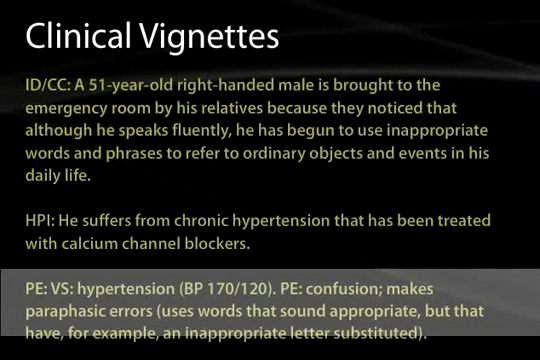 Clinical Vignettes
ID/CC: A 51-year-old right-handed male is brought to the
emergency room by his relatives because they noticed that
although he speaks fluently, he has begun to use inappropriate
words and phrases to refer to ordinary objects and events in his
daily life.
HPI: He suffers from chronic hypertension that has been treated
with calcium channel blockers.
PE: VS: hypertension (BP 170/120). PE: confusion; makes
paraphasic errors (uses words that sound appropriate, but that
have, for example, an inappropriate letter substituted).